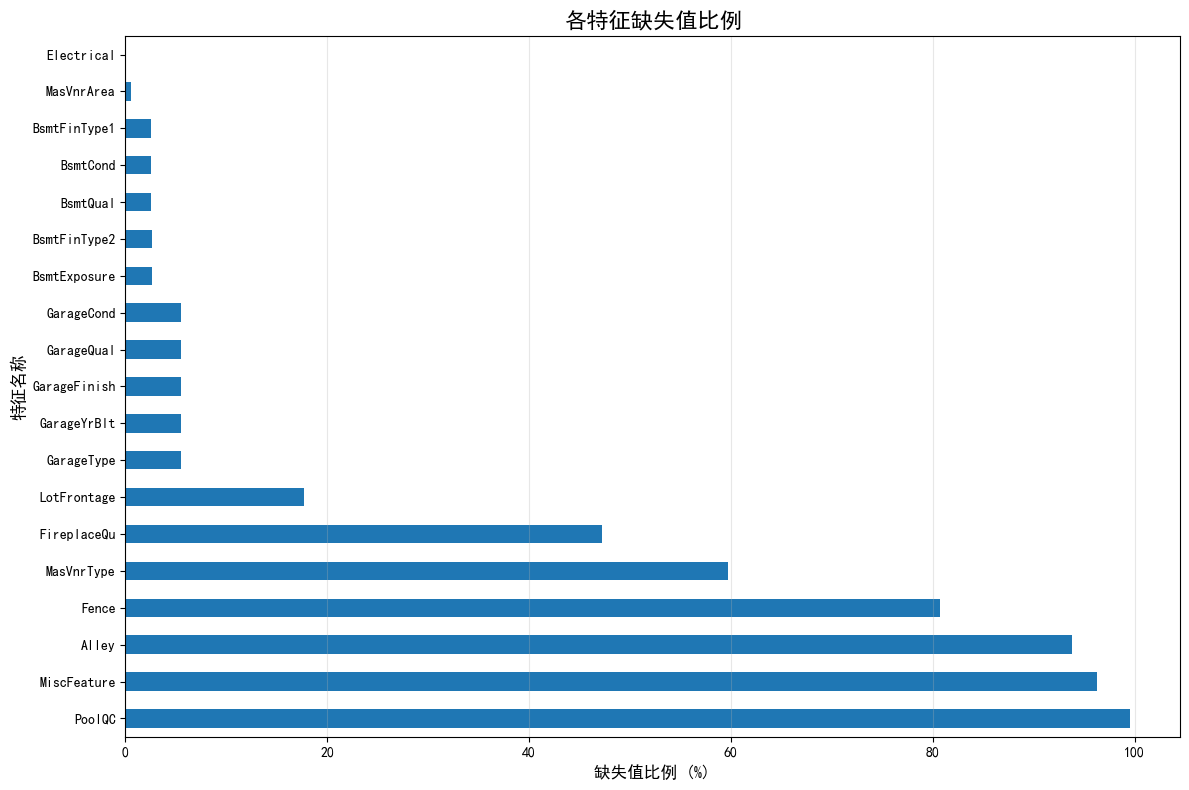 各特征缺失值比例
特征名称
Electrical
MasVnrArea
BsmtFinType1
BsmtCond
BsmtQual
BsmtFinType2
BsmtExposure
GarageCond
GarageQual
GarageFinish
GarageYrBlt
GarageType
LotFrontage
FireplaceQu
MasVnrType
Fence
Alley
MiscFeature
PoolQC
0 20 40 60 80 100
缺失值比例 (%)